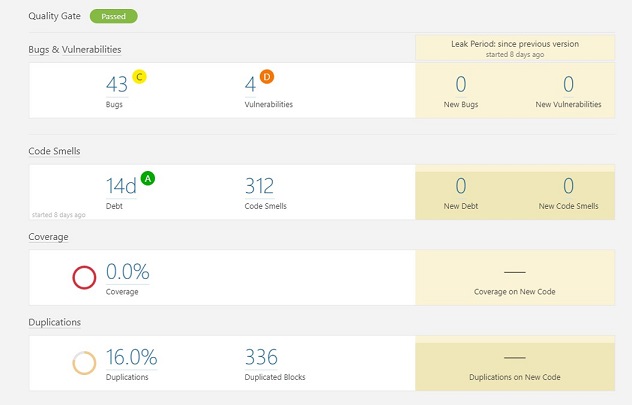 Quality Gate Passed
Bugs & Vulnerabilities
Leak Period: since previous version
started 8 days ago
43 C 4 D 0 0
Bugs Vulnerabilities New Bugs New Vulnerabilities
Code Smells
14d A 312 0 0
Debt Code Smells New Debt New Code Smells
started 8 days ago
Coverage
0.0% —
Coverage Coverage on New Code
Duplications
16.0% 336 —
Duplications Duplicated Blocks Duplications on New Code